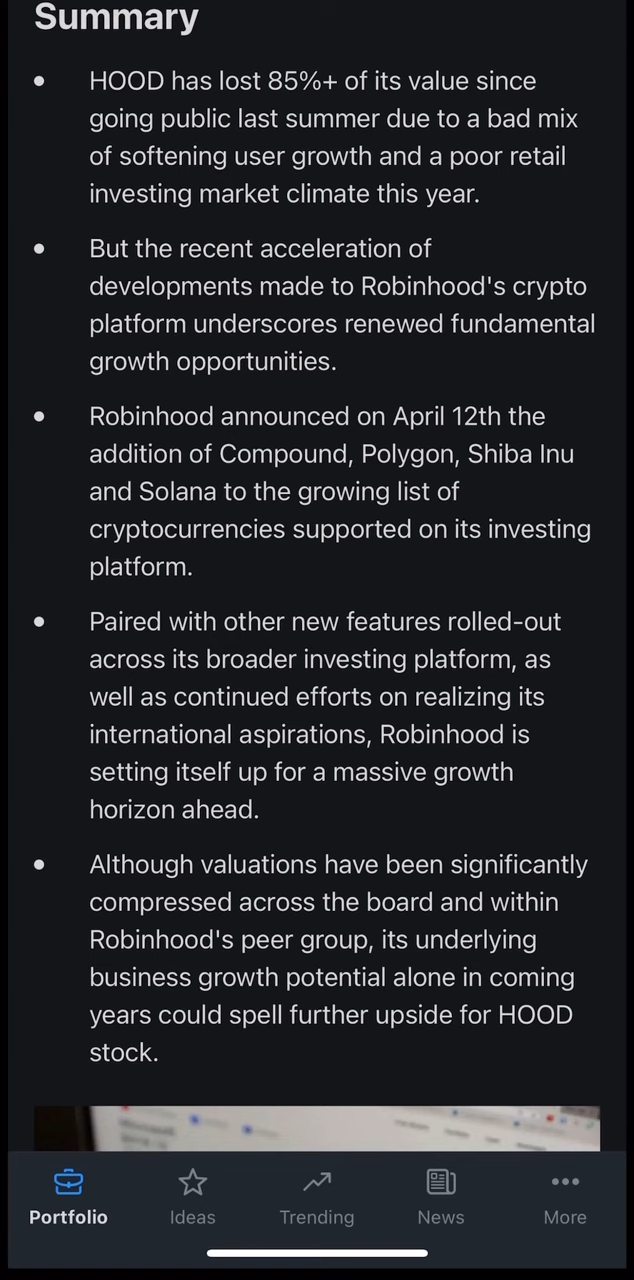 Summary
• HOOD has lost 85%+ of its value since
going public last summer due to a bad mix
of softening user growth and a poor retail
investing market climate this year.
• But the recent acceleration of
developments made to Robinhood's crypto
platform underscores renewed fundamental
growth opportunities.
• Robinhood announced on April 12th the
addition of Compound, Polygon, Shiba Inu
and Solana to the growing list of
cryptocurrencies supported on its investing
platform.
• Paired with other new features rolled-out
across its broader investing platform, as
well as continued efforts on realizing its
international aspirations, Robinhood is
setting itself up for a massive growth
horizon ahead.
• Although valuations have been significantly
compressed across the board and within
Robinhood's peer group, its underlying
business growth potential alone in coming
years could spell further upside for HOOD
stock.
Portfolio Ideas Trending News More